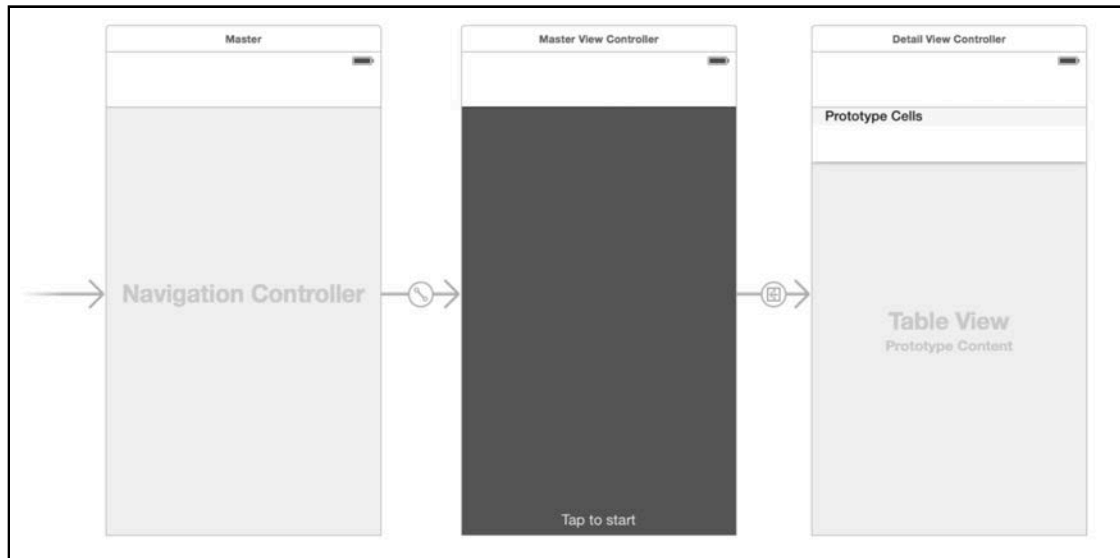 Master
Navigation Controller
Master View Controller
Tap to start
Detail View Controller
Prototype Cells
Table View
Prototype Content